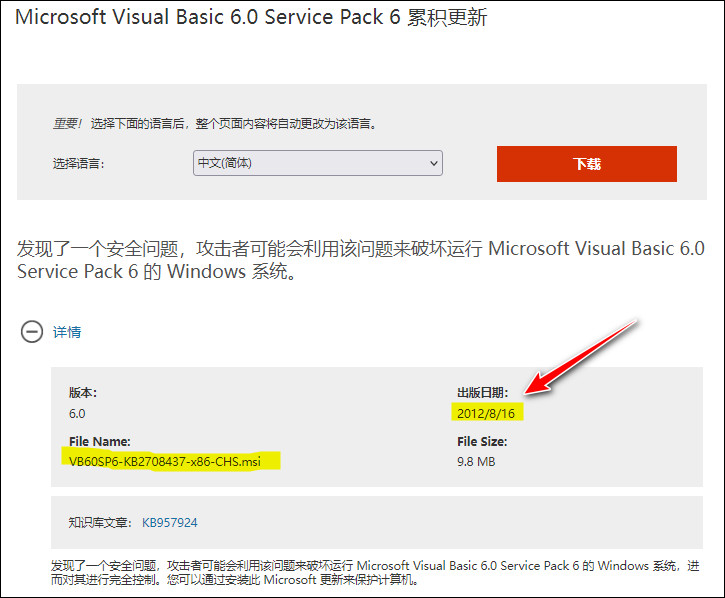 Microsoft Visual Basic 6.0 Service Pack 6 累积更新
重要！选择下面的语言后，整个页面内容将自动更改为该语言。
选择语言:
中文(简体)
下载
发现了一个安全问题，攻击者可能会利用该问题来破坏运行 Microsoft Visual Basic 6.0
Service Pack 6 的 Windows 系统。
详情
版本:
出版日期:
6.0
2012/8/16
File Name:
File Size:
VB60SP6-KB2708437-x86-CHS.msi
9.8 MB
知识库文章: KB957924
发现了一个安全问题，攻击者可能会利用该问题来破坏运行 Microsoft Visual Basic 6.0 Service Pack 6 的 Windows 系统，进
而对其进行完全控制。您可以通过安装此 Microsoft 更新来保护计算机。